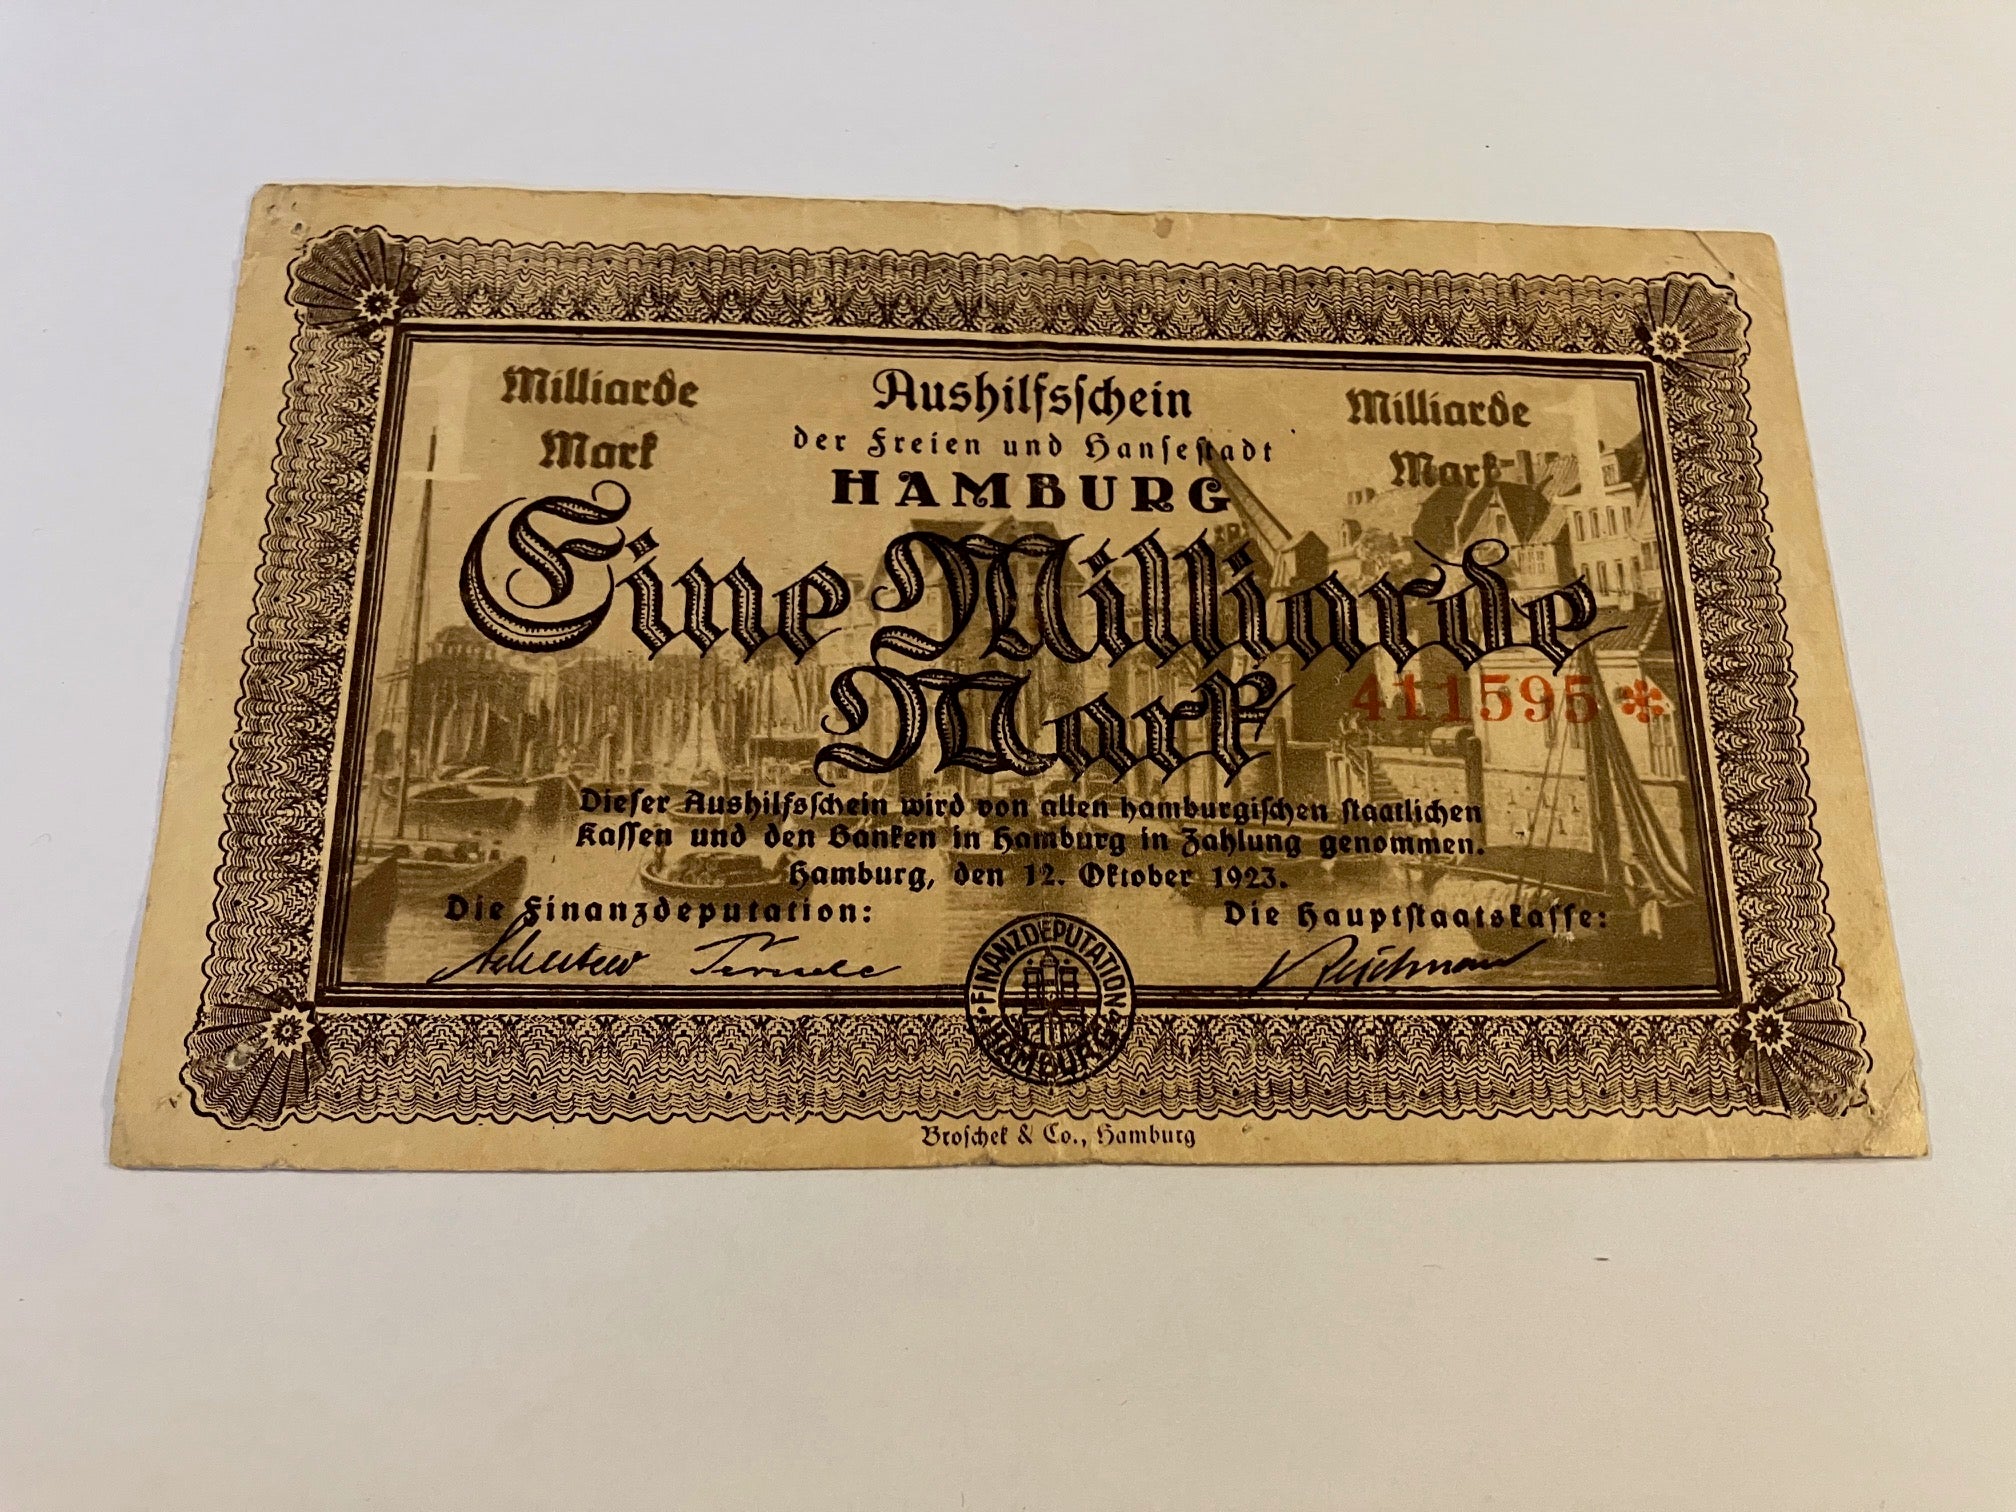 1 Milliarde Mark
Aushilfsschein
der Freien und Hansestadt
HAMBURG
Milliarde Mark 1
Eine Milliarde
Mark
411595 *
Dieser Aushilfsschein wird von allen hamburgischen staatlichen
Kassen und den Banken in Hamburg in Zahlung genommen.
Hamburg, den 12. Oktober 1923.
Die Finanzdeputation:
Die Hauptstaatskasse:
FINANZDEPUTATION HAMBURG
Broschek & Co., Hamburg